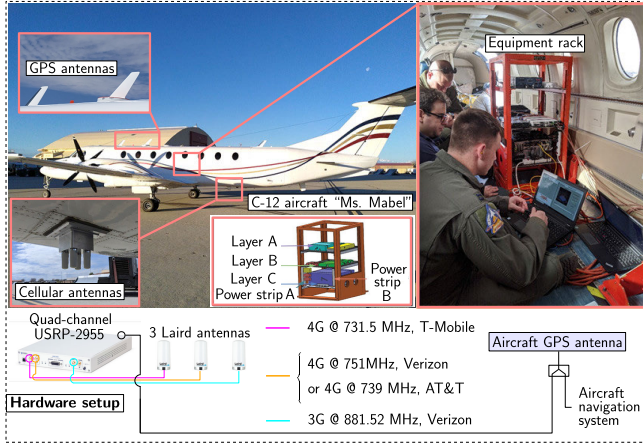 GPS antennas
Equipment rack
C-12 aircraft “Ms. Mabel”
Layer A
Layer B
Layer C
Power strip A
Power
strip
B
Cellular antennas
Quad-channel
USRP-2955
3 Laird antennas
4G @ 731.5 MHz, T-Mobile
4G @ 751MHz, Verizon
or 4G @ 739 MHz, AT&T
3G @ 881.52 MHz, Verizon
Aircraft GPS antenna
Aircraft
navigation
system
Hardware setup